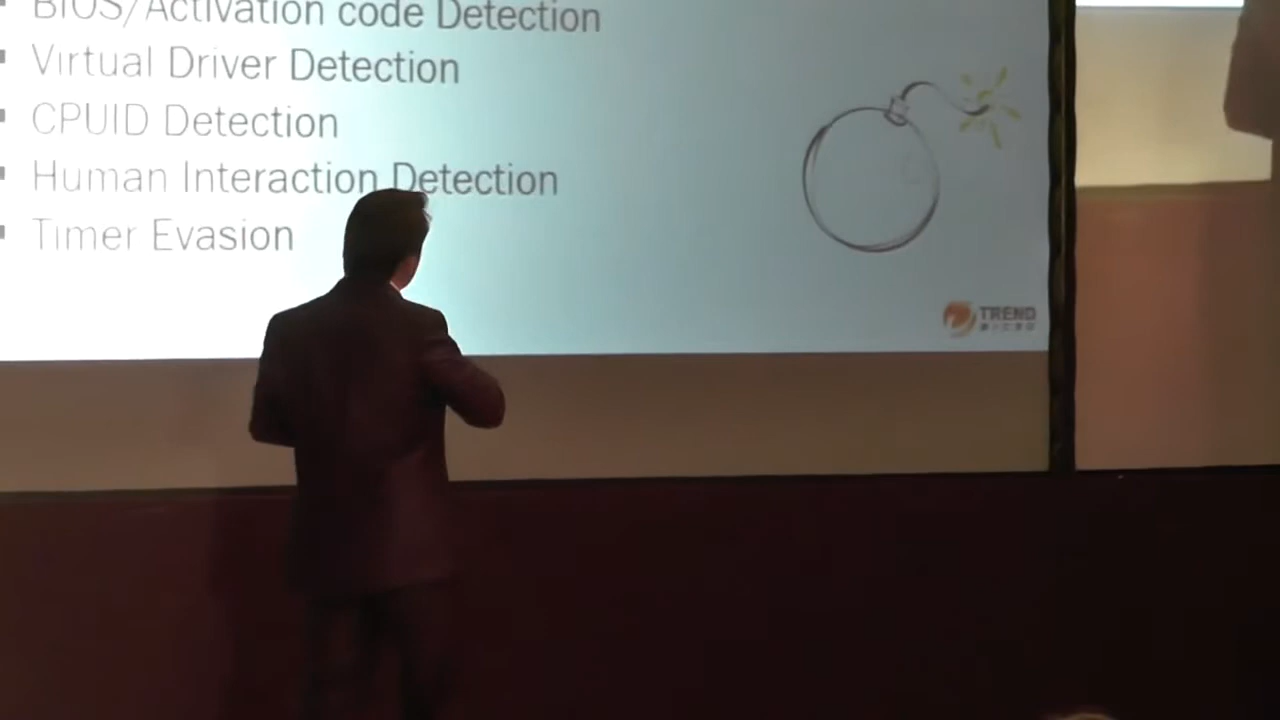 BIOS/Activation code Detection
Virtual Driver Detection
CPUID Detection
Human Interaction Detection
Timer Evasion
TREND